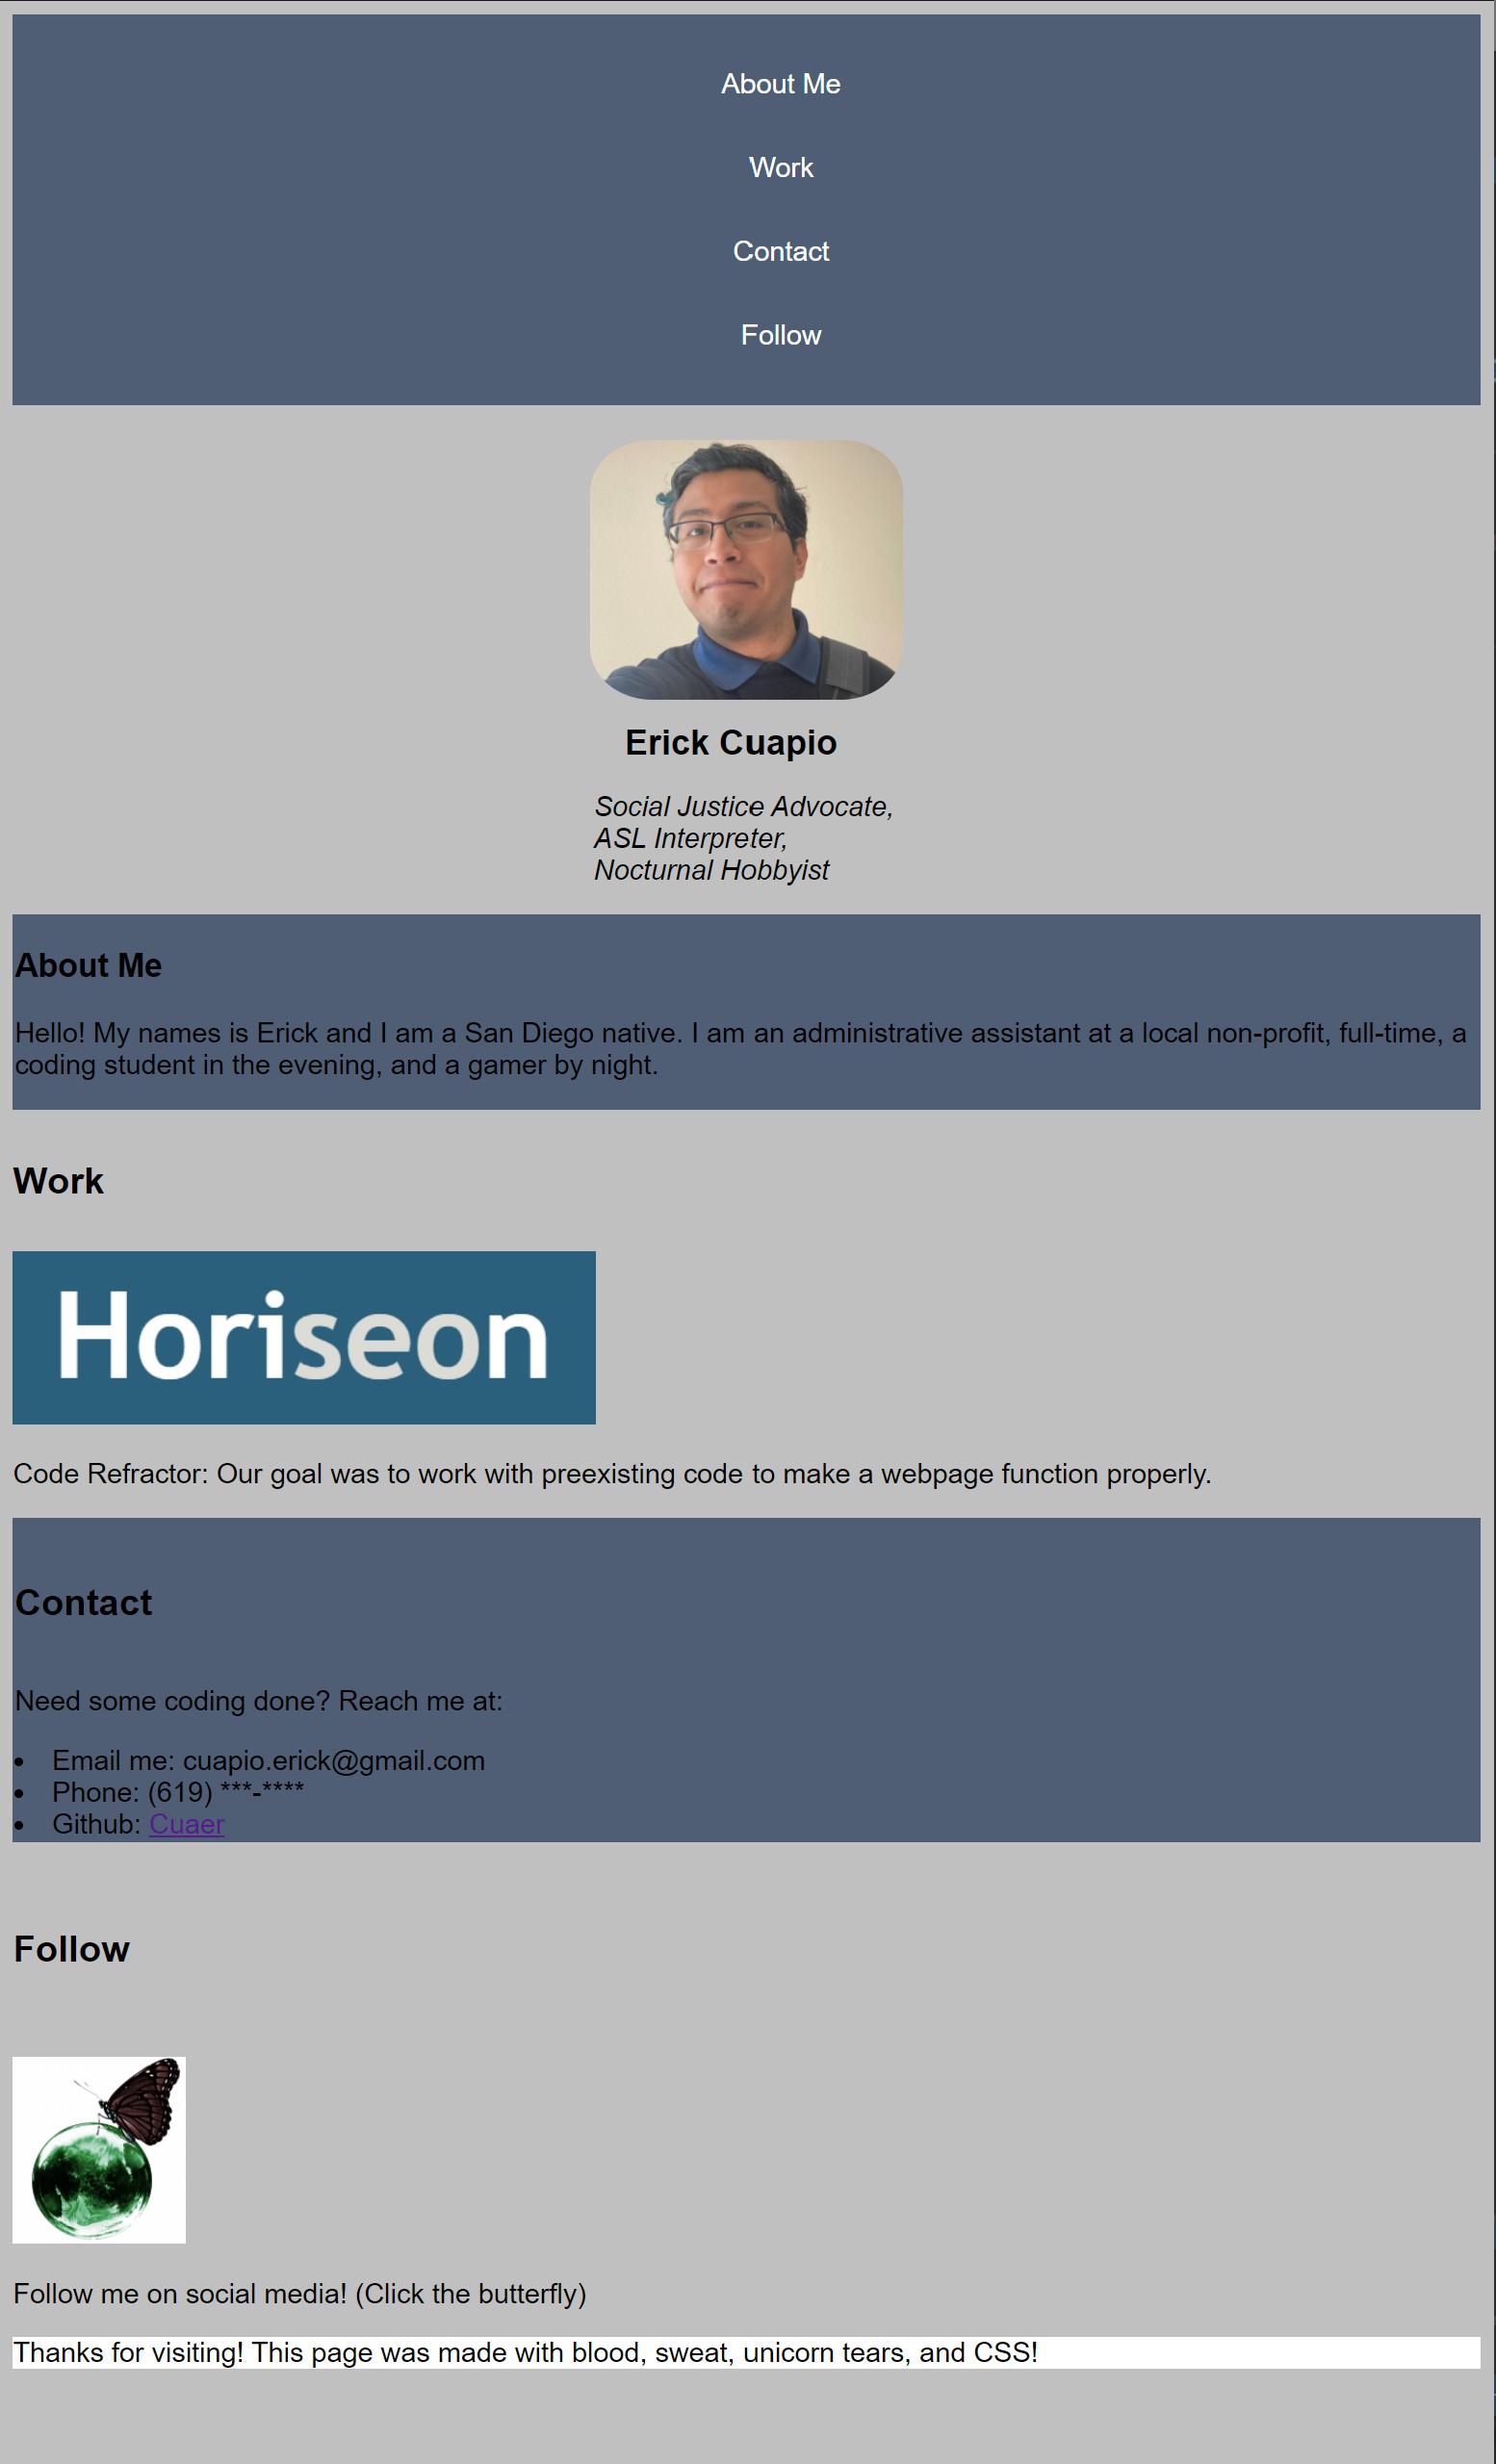 About Me
Work
Contact
Follow
Erick Cuapio
Social Justice Advocate,
ASL Interpreter,
Nocturnal Hobbyist
About Me
Hello! My names is Erick and I am a San Diego native. I am an administrative assistant at a local non-profit, full-time, a
coding student in the evening, and a gamer by night.
Work
Horiseon
Code Refractor: Our goal was to work with preexisting code to make a webpage function properly.
Contact
Need some coding done? Reach me at:
• Email me: cuapio.erick@gmail.com
• Phone: (619) ***-****
• Github: Cuaer
Follow
Follow me on social media! (Click the butterfly)
Thanks for visiting! This page was made with blood, sweat, unicorn tears, and CSS!